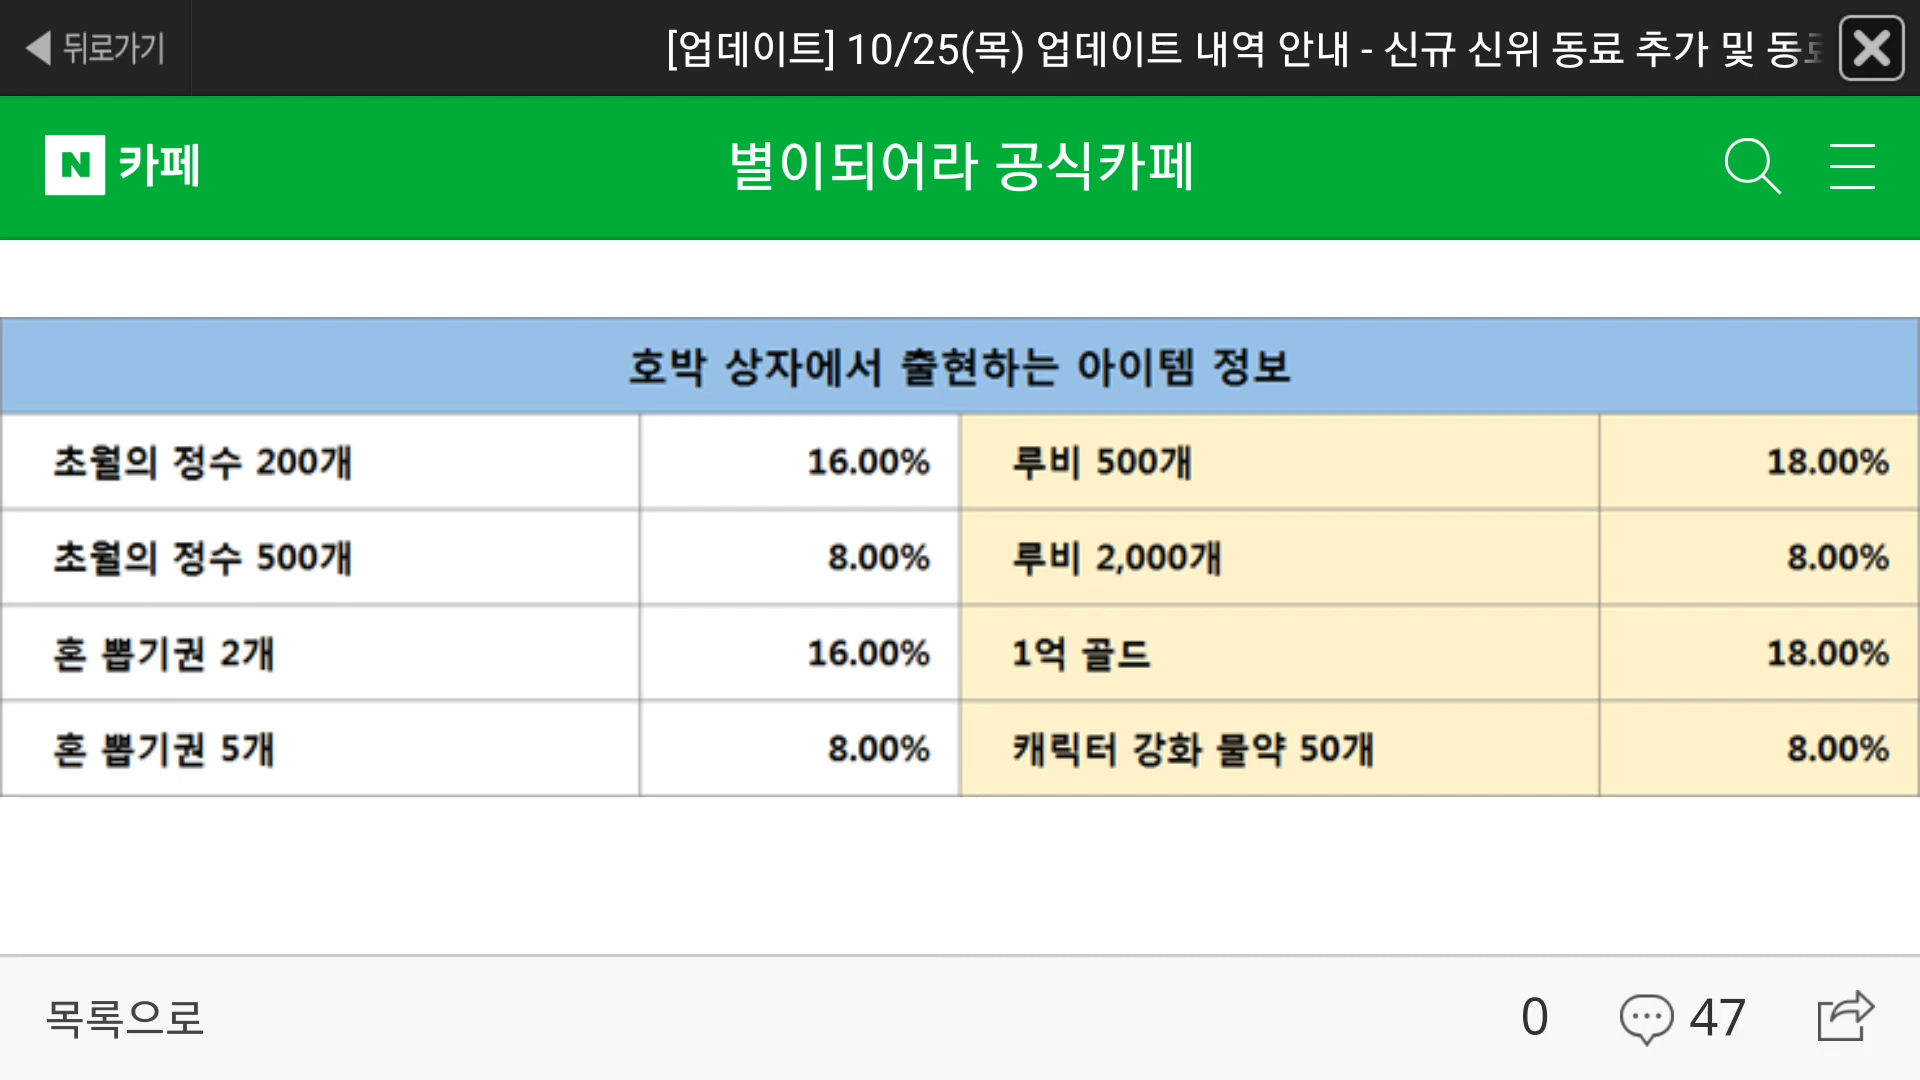 뒤로가기
[업데이트] 10/25(목) 업데이트 내역 안내 - 신규 신위 동료 추가 및
N 카페
별이되어라 공식카페
호박 상자에서 출현하는 아이템 정보
초월의 정수 200개 16.00% 루비 500개 18.00%
초월의 정수 500개 8.00% 루비 2,000개 8.00%
혼 뽑기권 2개 16.00% 1억 골드 18.00%
혼 뽑기권 5개 8.00% 캐릭터 강화 물약 50개 8.00%
목록으로
0
47